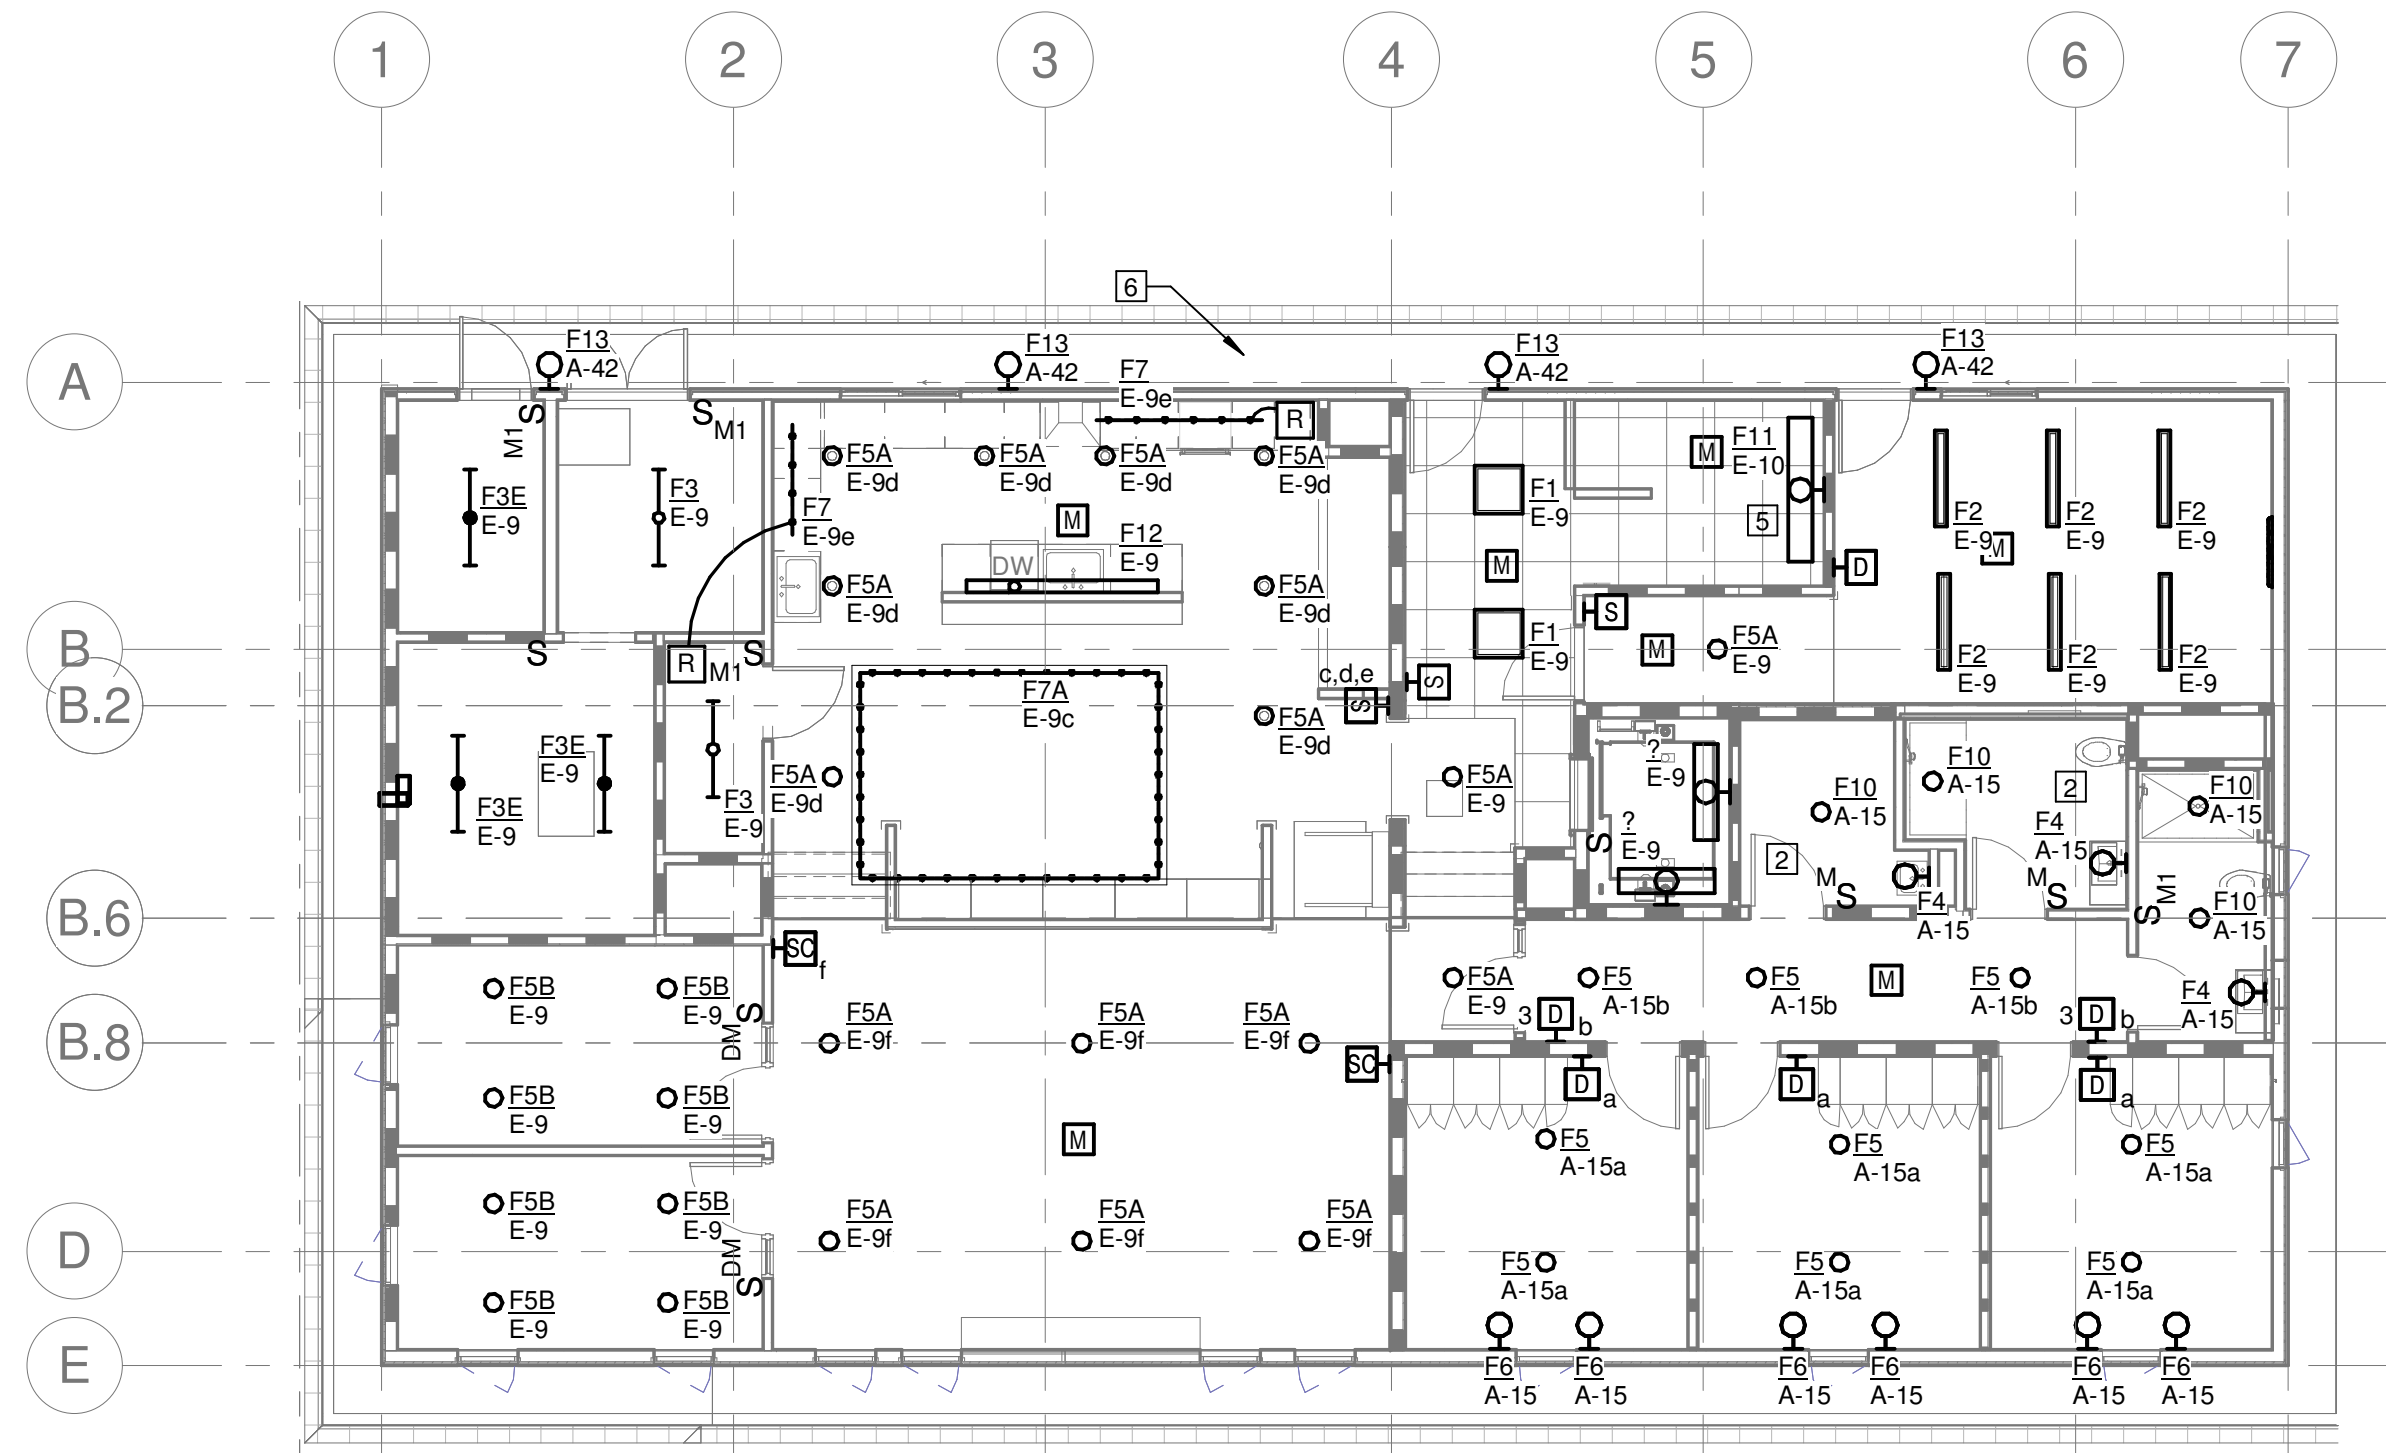 1
2
3
4
5
6
7
A
B
B.2
B.6
B.8
D
E
6
F13
A-42
F13
A-42
F13
A-42
F13
A-42
F7
E-9e
R
S
M1
S
M1
F3E
E-9
F3
E-9
F7
E-9e
F5A
E-9d
F5A
E-9d
F5A
E-9d
F5A
E-9d
M
F12
E-9
DW
F5A
E-9d
F5A
E-9d
F1
E-9
M
F1
E-9
M
F11
E-10
5
D
F2
E-9
F2
E-9
F2
E-9
M
F2
E-9
F2
E-9
F2
E-9
S
M
F5A
E-9
S
R
M1
S
F7A
E-9c
c,d,e
S
S
F5A
E-9d
F3E
E-9
F3E
E-9
F3
E-9
F5A
E-9d
F5A
E-9
?
E-9
?
E-9
S
F10
A-15
2
M
S
F4
A-15
F10
A-15
2
F4
A-15
M
S
F10
A-15
M1
S
F10
A-15
F4
A-15
SC
f
F5B
E-9
F5B
E-9
S
DM
F5B
E-9
F5B
E-9
F5B
E-9
F5B
E-9
DM
S
F5B
E-9
F5B
E-9
F5A
E-9f
F5A
E-9f
F5A
E-9f
SC
M
F5A
E-9f
F5A
E-9f
F5A
E-9f
F5A
E-9
F5
A-15b
F5
A-15b
M
F5
A-15b
3
D
b
3
D
b
D
a
D
a
D
a
F5
A-15a
F5
A-15a
F5
A-15a
F5
A-15a
F5
A-15a
F5
A-15a
F6
A-15
F6
A-15
F6
A-15
F6
A-15
F6
A-15
F6
A-15